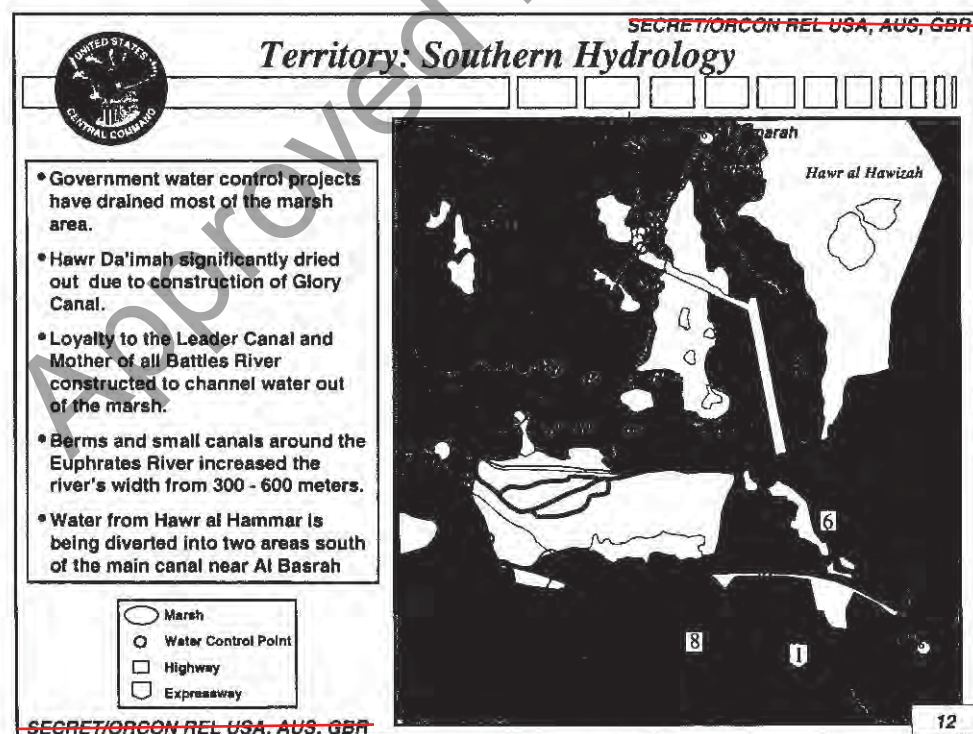 SECRET/ORCON REL USA, AUS, GBR
Territory: Southern Hydrology
UNITED STATES
CENTRAL COMMAND
Approved
• Government water control projects
have drained most of the marsh
area.
• Hawr Da'imah significantly dried
out due to construction of Glory
Canal.
• Loyalty to the Leader Canal and
Mother of all Battles River
constructed to channel water out
of the marsh.
• Berms and small canals around the
Euphrates River increased the
river's width from 300 - 600 meters.
• Water from Hawr al Hammar is
being diverted into two areas south
of the main canal near Al Basrah
Hawr al Hawizah
6
8
1
Marsh
Water Control Point
Highway
Expressway
SECRET/ORCON REL USA, AUS, GBR
12